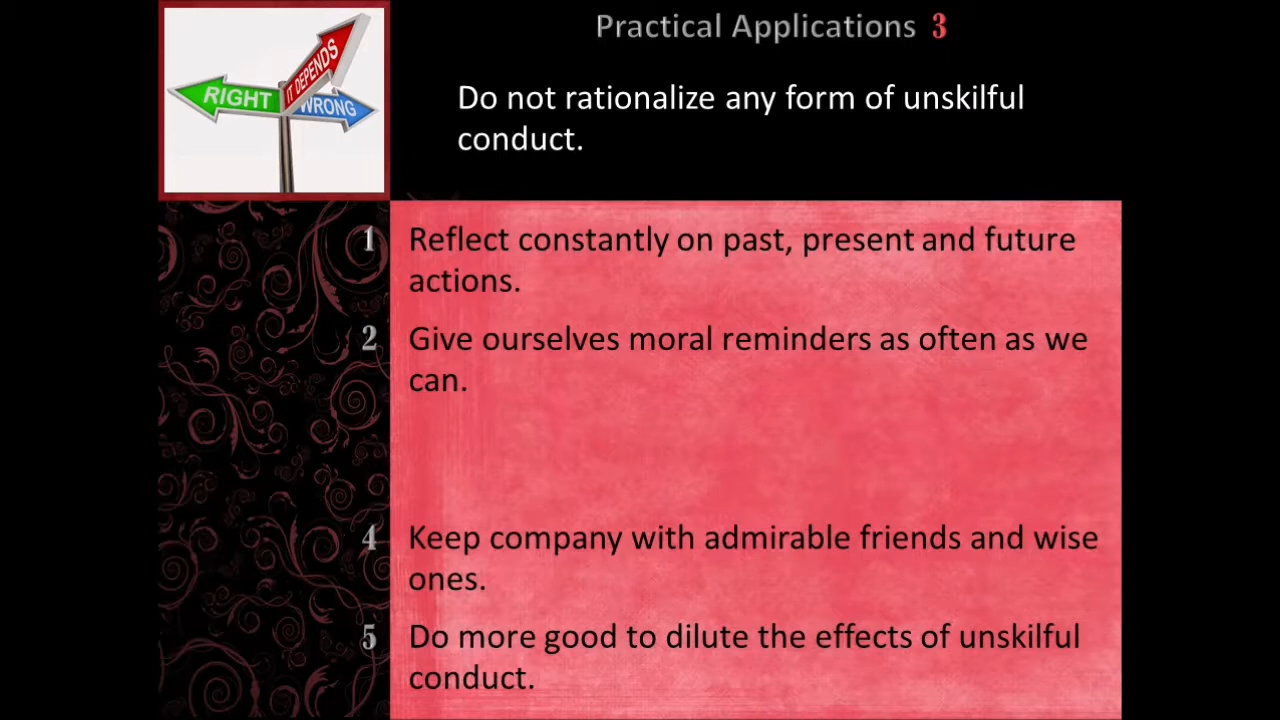 Practical Applications 3
RIGHT
IT DEPENDS
WRONG
Do not rationalize any form of unskilful
conduct.
1 Reflect constantly on past, present and future
actions.
2 Give ourselves moral reminders as often as we
can.
4 Keep company with admirable friends and wise
ones.
5 Do more good to dilute the effects of unskilful
conduct.